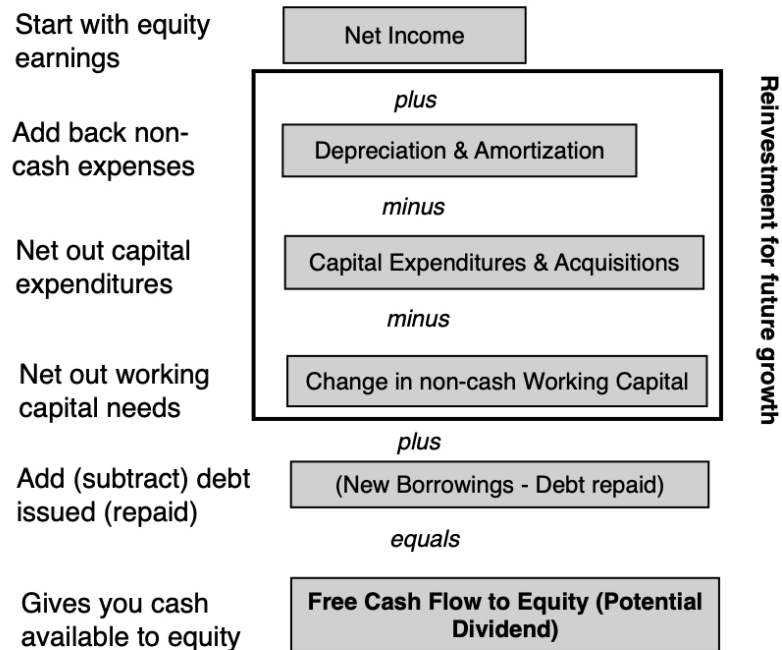 Start with equity
earnings
Net Income
plus
Add back non-
cash expenses
Depreciation & Amortization
minus
Net out capital
expenditures
Capital Expenditures & Acquisitions
minus
Net out working
capital needs
Change in non-cash Working Capital
plus
Add (subtract) debt
issued (repaid)
(New Borrowings - Debt repaid)
equals
Gives you cash
available to equity
Free Cash Flow to Equity (Potential
Dividend)
Reinvestment for future growth